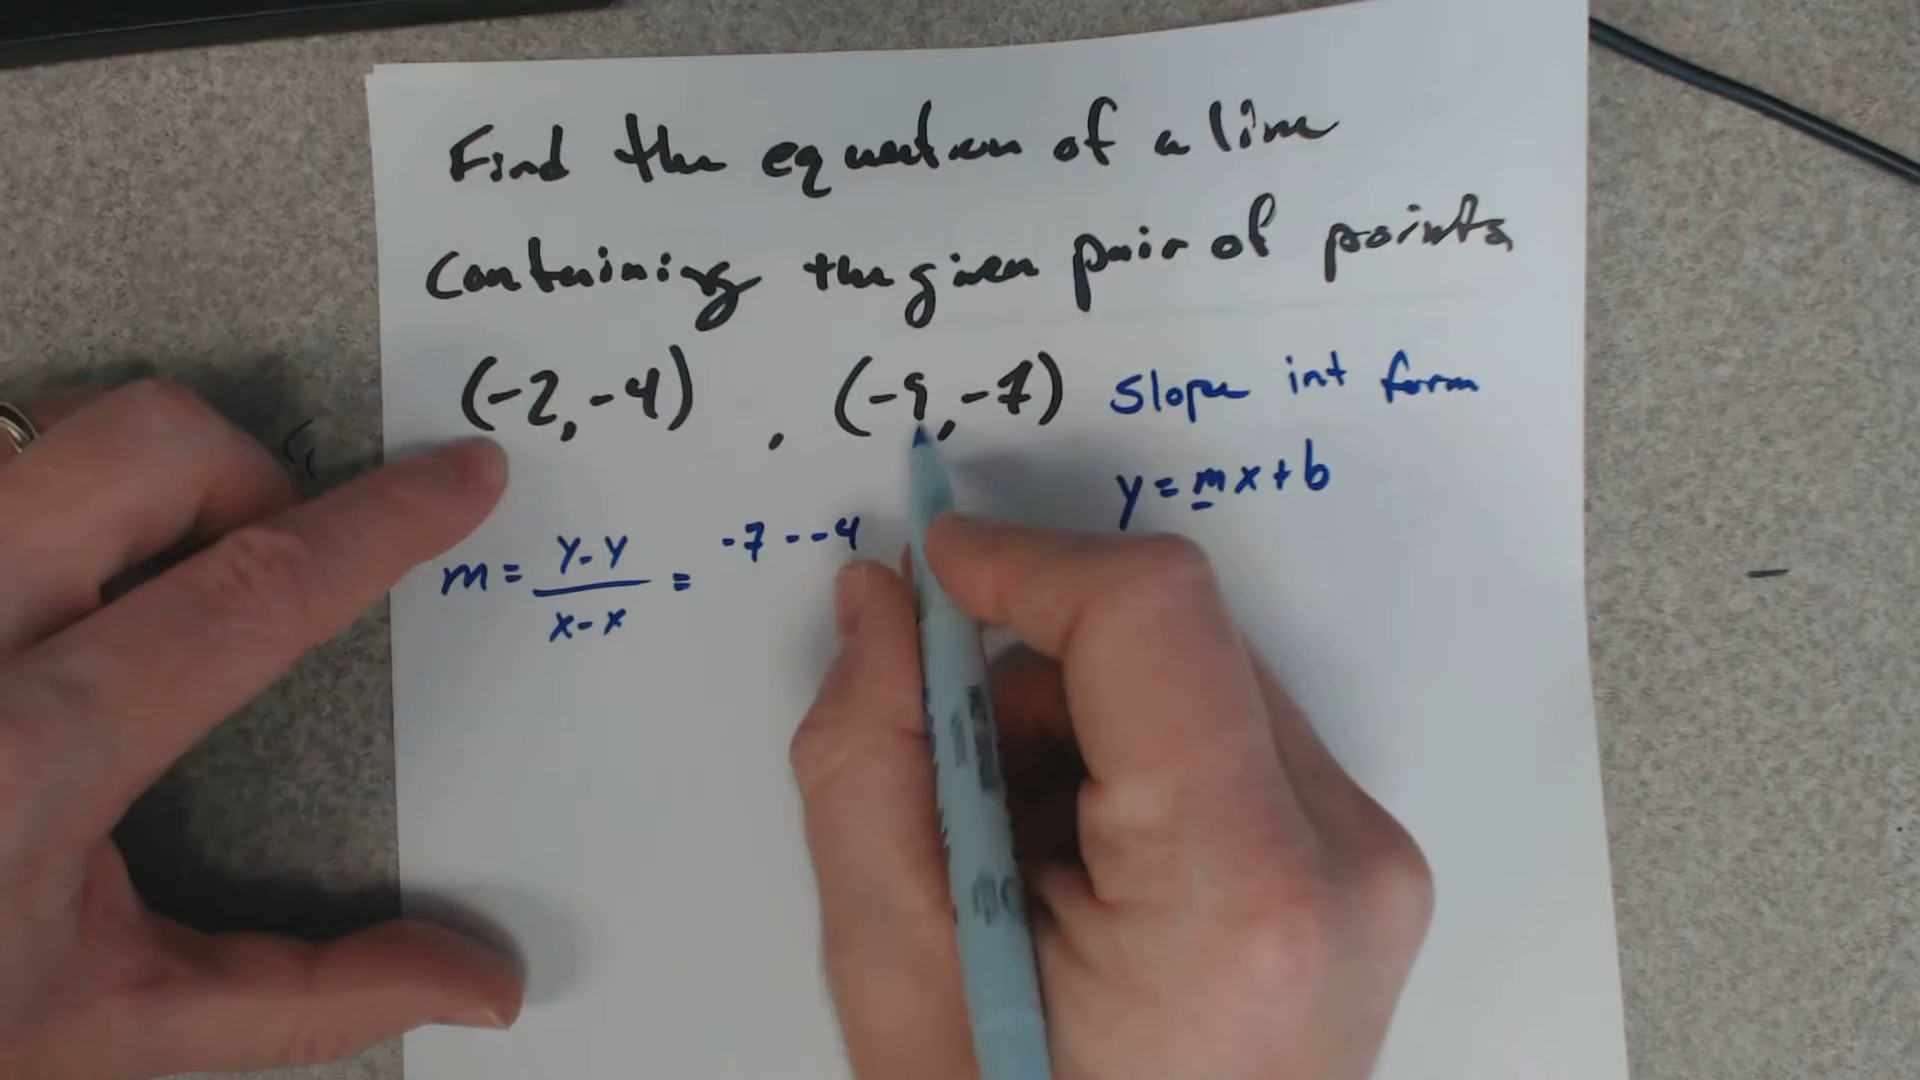 Find the equation of a line
containing the given pair of points
(-2, -4) , (-9, -7) Slope int form
y = mx + b
m = y - y / x - x = -7 - -4